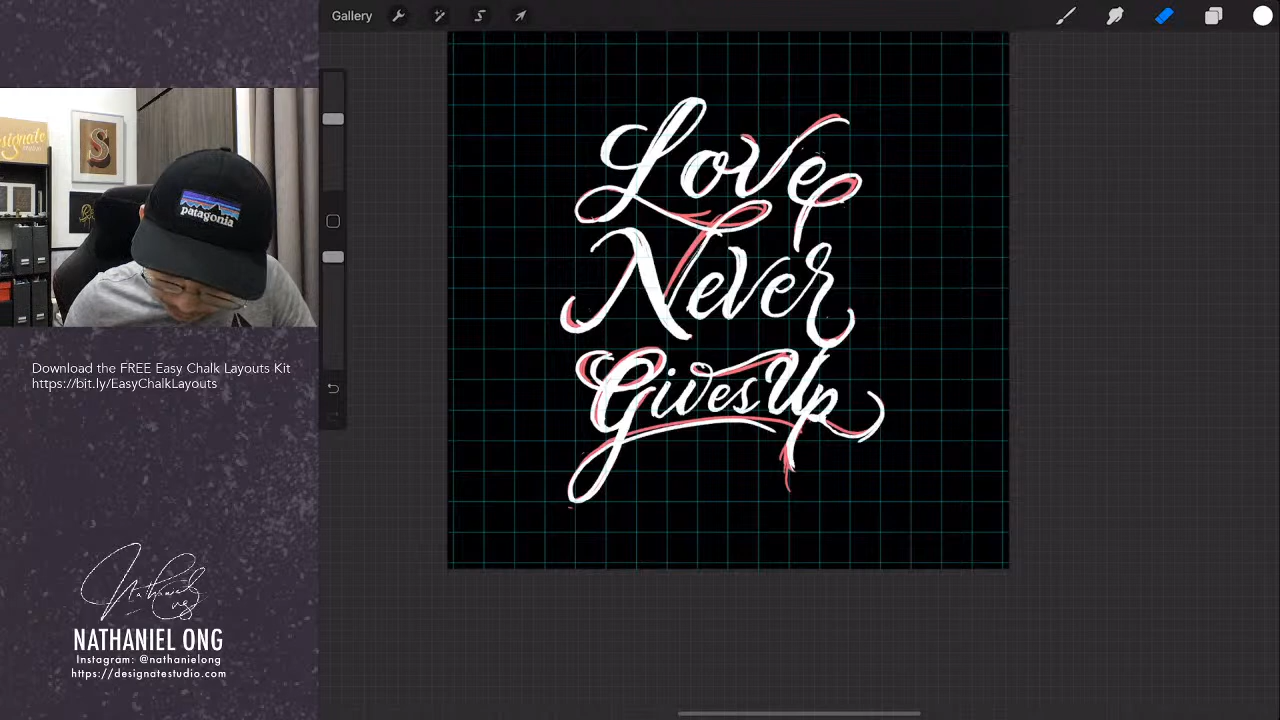 Gallery
Love
Never
Gives Up
designate
S
patagonia
Download the FREE Easy Chalk Layouts Kit
https://bit.ly/EasyChalkLayouts
NATHANIEL ONG
Instagram: @nathanielong
https://designatestudio.com